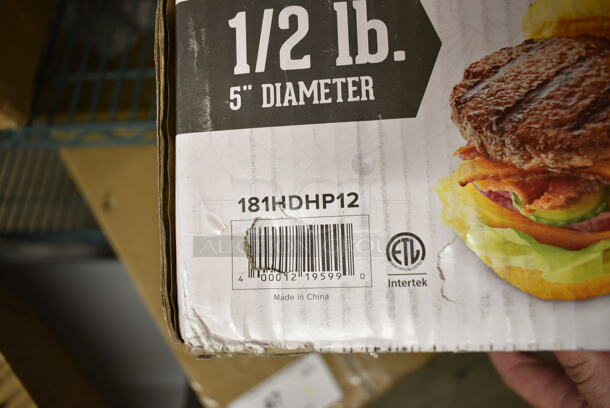 1/2 lb.
5" DIAMETER
181HDHP12
4 00012 19599 0
Made in China
ETL
Intertek